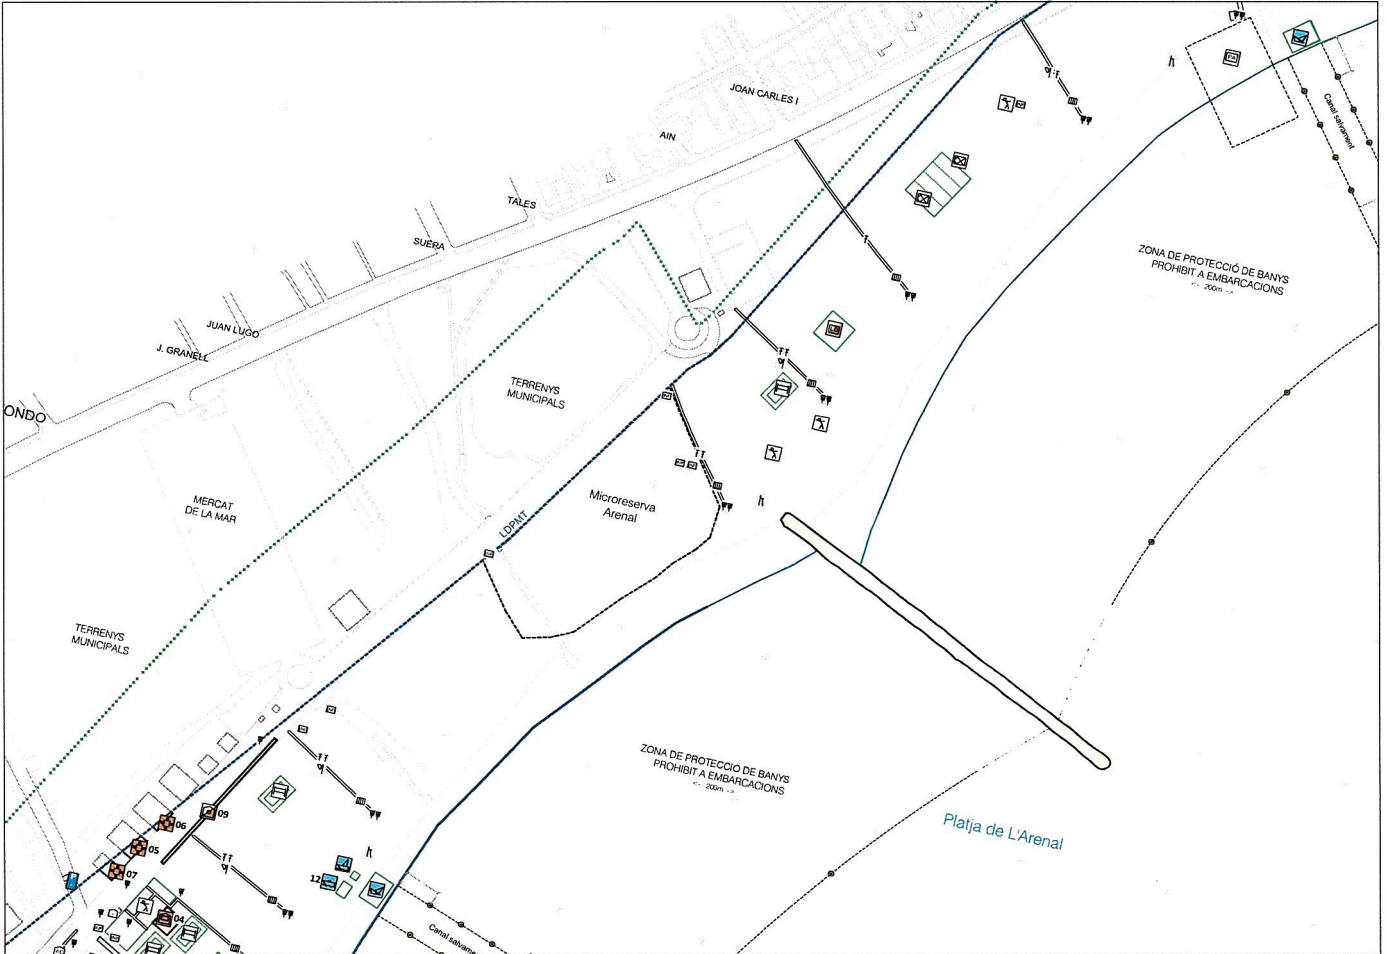 JOAN CARLES I
AIN
TALES
SUERA
JUAN LUGO
J. GRANELL
ONDO
Canal salvament
ZONA DE PROTECCIÓ DE BANYS
PROHIBIT A EMBARCACIONS
<- 200m ->
TERRENYS
MUNICIPALS
MERCAT
DE LA MAR
LDPMT
Microreserva
Arenal
TERRENYS
MUNICIPALS
ZONA DE PROTECCIÓ DE BANYS
PROHIBIT A EMBARCACIONS
<- 200m ->
Platja de L'Arenal
09
06
05
07
12
04
Canal salvament